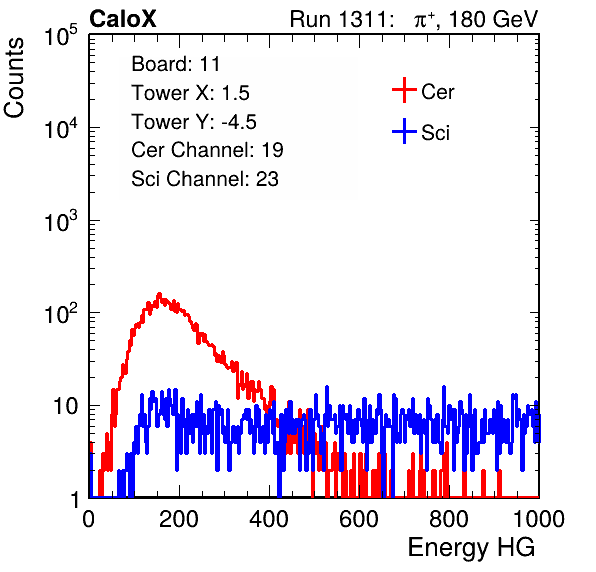 CaloX Run 1311: π⁺, 180 GeV
Counts
Board: 11
Tower X: 1.5
Tower Y: -4.5
Cer Channel: 19
Sci Channel: 23
Cer
Sci
10⁵
10⁴
10³
10²
10
1
0 200 400 600 800 1000
Energy HG